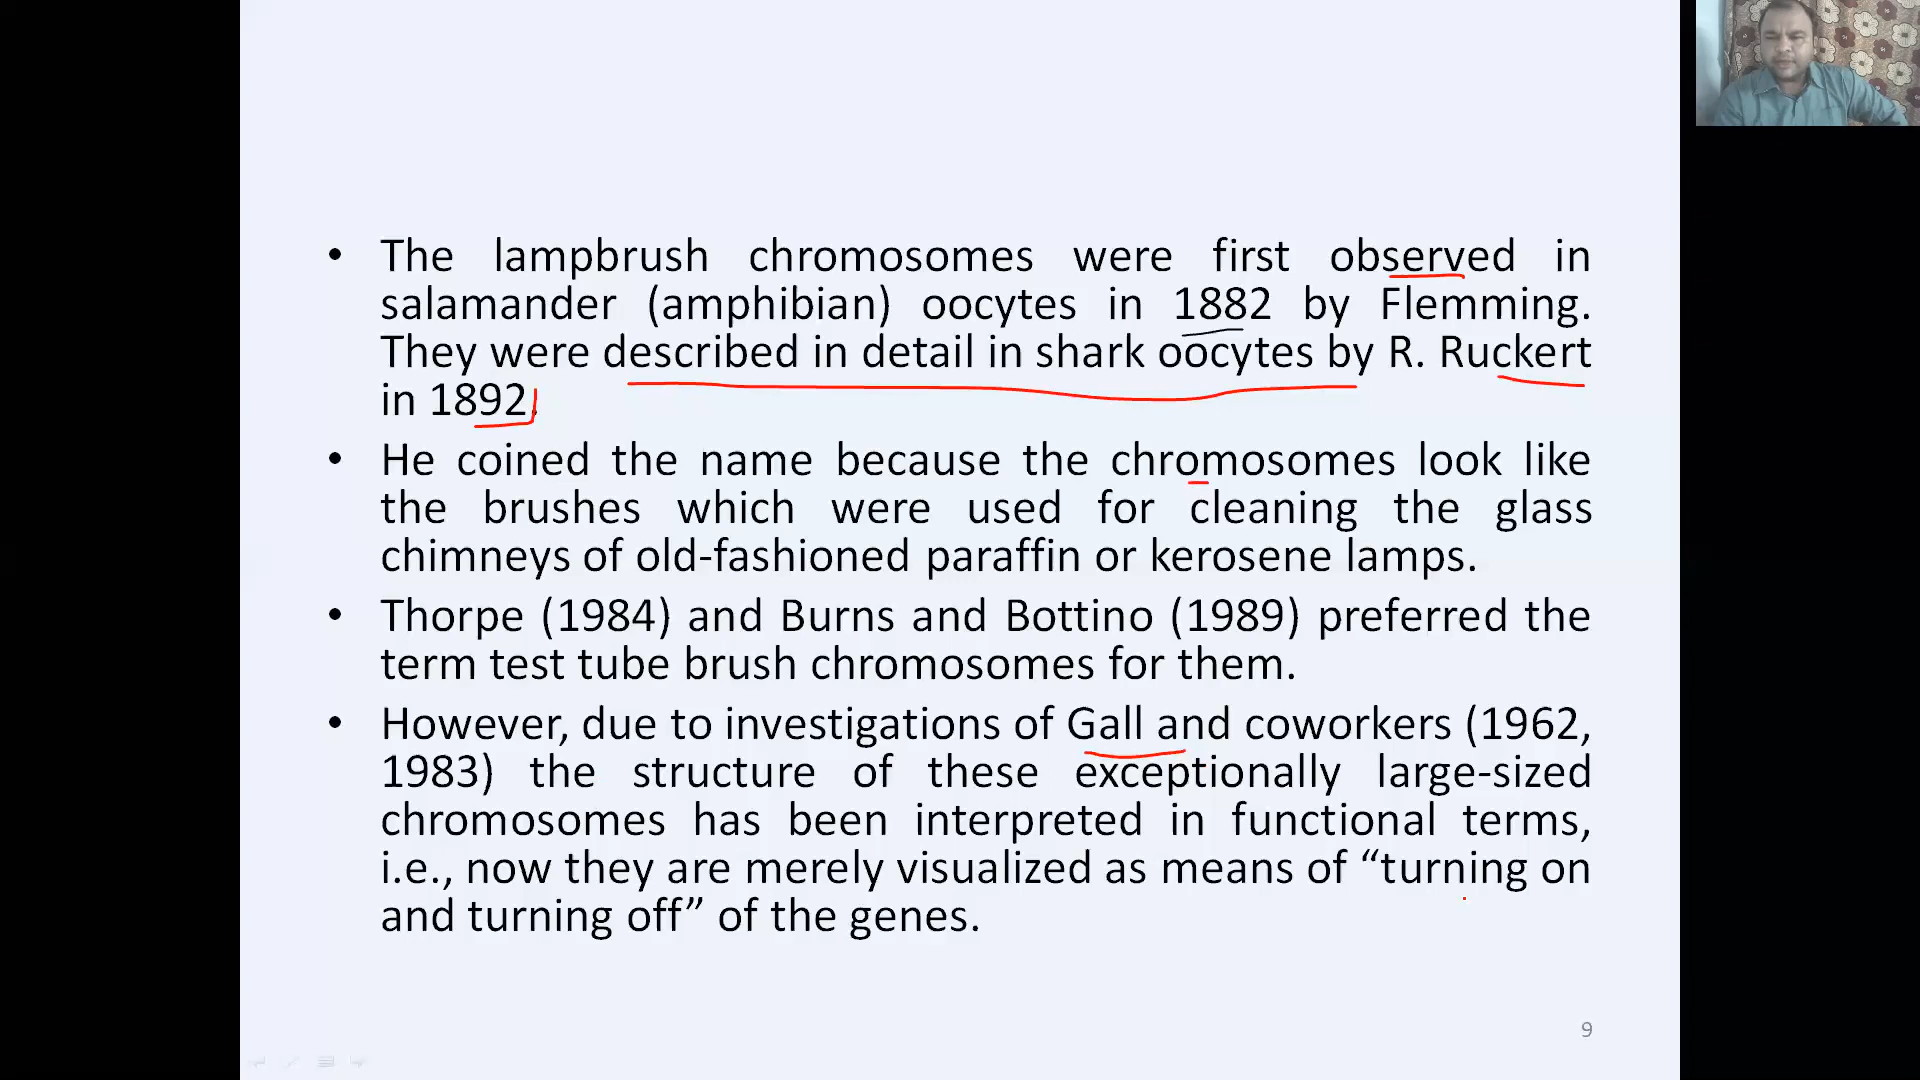 • The lampbrush chromosomes were first observed in
salamander (amphibian) oocytes in 1882 by Flemming.
They were described in detail in shark oocytes by R. Ruckert
in 1892.
• He coined the name because the chromosomes look like
the brushes which were used for cleaning the glass
chimneys of old-fashioned paraffin or kerosene lamps.
• Thorpe (1984) and Burns and Bottino (1989) preferred the
term test tube brush chromosomes for them.
• However, due to investigations of Gall and coworkers (1962,
1983) the structure of these exceptionally large-sized
chromosomes has been interpreted in functional terms,
i.e., now they are merely visualized as means of “turning on
and turning off” of the genes.
9